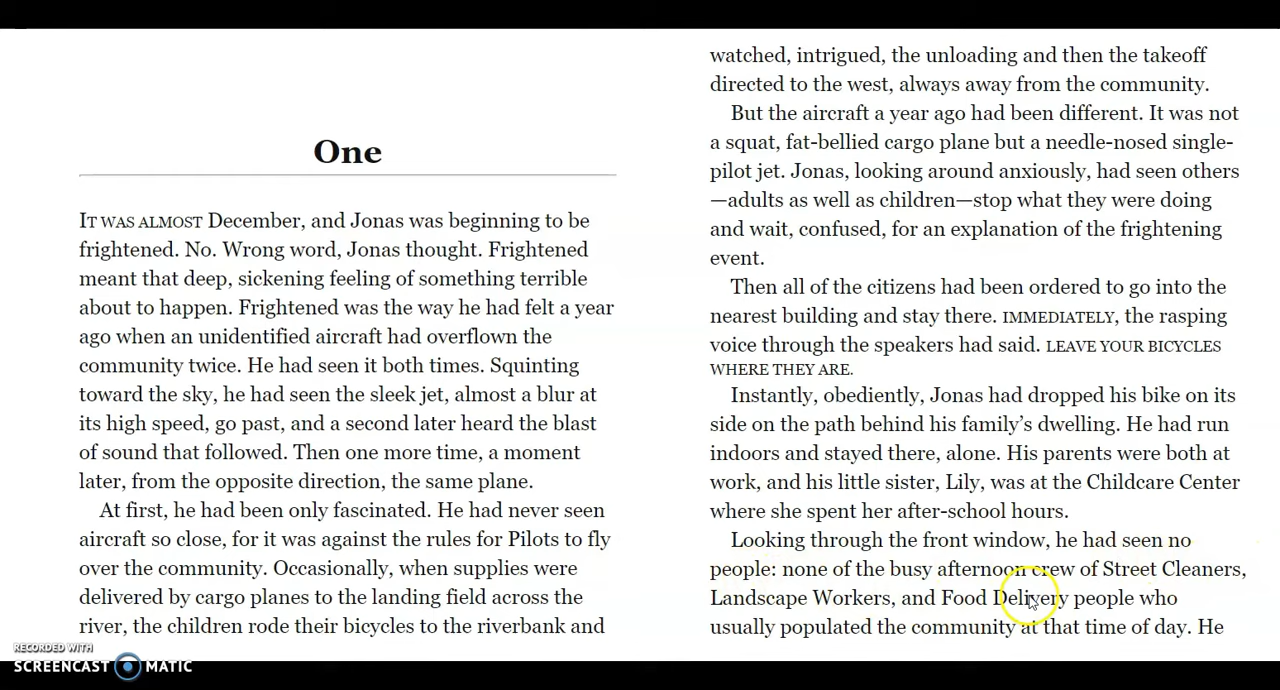 One
IT WAS ALMOST December, and Jonas was beginning to be
frightened. No. Wrong word, Jonas thought. Frightened
meant that deep, sickening feeling of something terrible
about to happen. Frightened was the way he had felt a year
ago when an unidentified aircraft had overflown the
community twice. He had seen it both times. Squinting
toward the sky, he had seen the sleek jet, almost a blur at
its high speed, go past, and a second later heard the blast
of sound that followed. Then one more time, a moment
later, from the opposite direction, the same plane.
At first, he had been only fascinated. He had never seen
aircraft so close, for it was against the rules for Pilots to fly
over the community. Occasionally, when supplies were
delivered by cargo planes to the landing field across the
river, the children rode their bicycles to the riverbank and
watched, intrigued, the unloading and then the takeoff
directed to the west, always away from the community.
But the aircraft a year ago had been different. It was not
a squat, fat-bellied cargo plane but a needle-nosed single-
pilot jet. Jonas, looking around anxiously, had seen others
—adults as well as children—stop what they were doing
and wait, confused, for an explanation of the frightening
event.
Then all of the citizens had been ordered to go into the
nearest building and stay there. IMMEDIATELY, the rasping
voice through the speakers had said. LEAVE YOUR BICYCLES
WHERE THEY ARE.
Instantly, obediently, Jonas had dropped his bike on its
side on the path behind his family's dwelling. He had run
indoors and stayed there, alone. His parents were both at
work, and his little sister, Lily, was at the Childcare Center
where she spent her after-school hours.
Looking through the front window, he had seen no
people: none of the busy afternoon crew of Street Cleaners,
Landscape Workers, and Food Delivery people who
usually populated the community at that time of day. He
RECORDED WITH
SCREENCAST MATIC